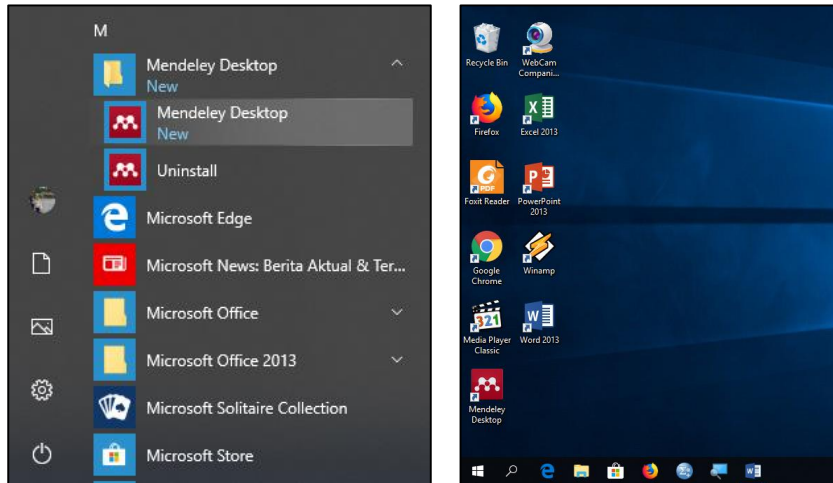 M
Mendeley Desktop
New
Mendeley Desktop
New
Uninstall
Microsoft Edge
Microsoft News: Berita Aktual & Ter...
Microsoft Office
Microsoft Office 2013
Microsoft Solitaire Collection
Microsoft Store
Recycle Bin
WebCam
Compani...
Firefox
Excel 2013
Foxit Reader
PowerPoint
2013
Google
Chrome
Winamp
Media Player
Classic
Word 2013
Mendeley
Desktop